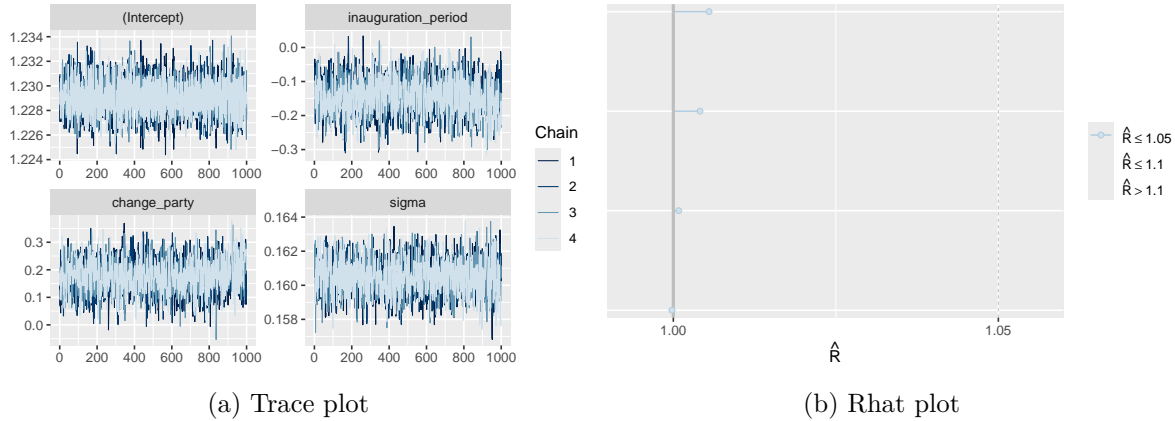 (Intercept)
inauguration_period
1.234
1.232
1.230
1.228
1.226
1.224
0 200 400 600 800 1000
0.0
−0.1
−0.2
−0.3
0 200 400 600 800 1000
change_party
sigma
0.3
0.2
0.1
0.0
0 200 400 600 800 1000
0.164
0.162
0.160
0.158
0 200 400 600 800 1000
Chain
1
2
3
4
(a) Trace plot
1.00 1.05
R̂
R̂ ≤ 1.05
R̂ ≤ 1.1
R̂ > 1.1
(b) Rhat plot